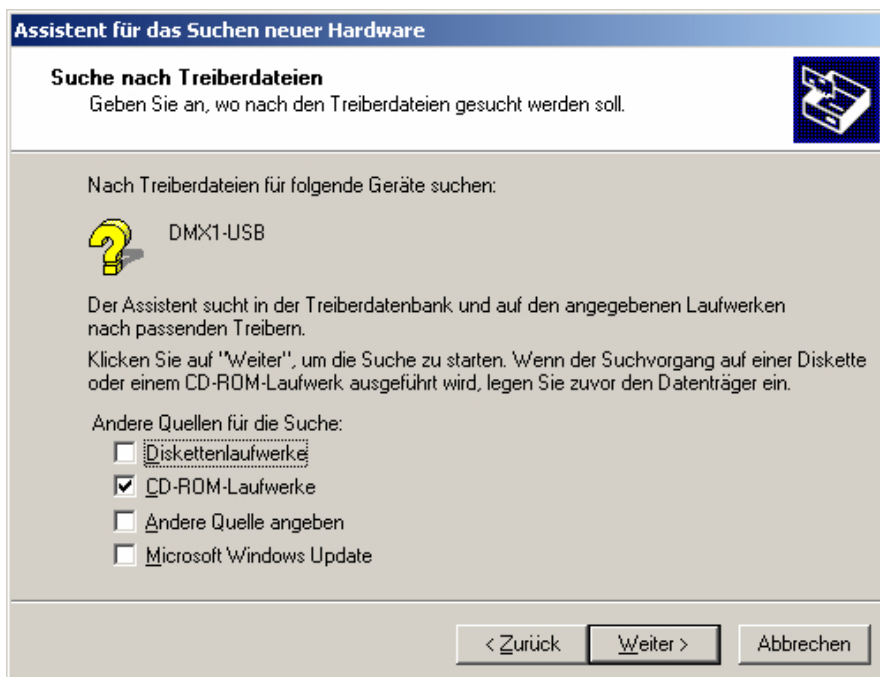 Assistent für das Suchen neuer Hardware
Suche nach Treiberdateien
Geben Sie an, wo nach den Treiberdateien gesucht werden soll.
Nach Treiberdateien für folgende Geräte suchen:
DMX1-USB
Der Assistent sucht in der Treiberdatenbank und auf den angegebenen Laufwerken
nach passenden Treibern.
Klicken Sie auf "Weiter", um die Suche zu starten. Wenn der Suchvorgang auf einer Diskette
oder einem CD-ROM-Laufwerk ausgeführt wird, legen Sie zuvor den Datenträger ein.
Andere Quellen für die Suche:
Diskettenlaufwerke
CD-ROM-Laufwerke
Andere Quelle angeben
Microsoft Windows Update
< Zurück Weiter > Abbrechen